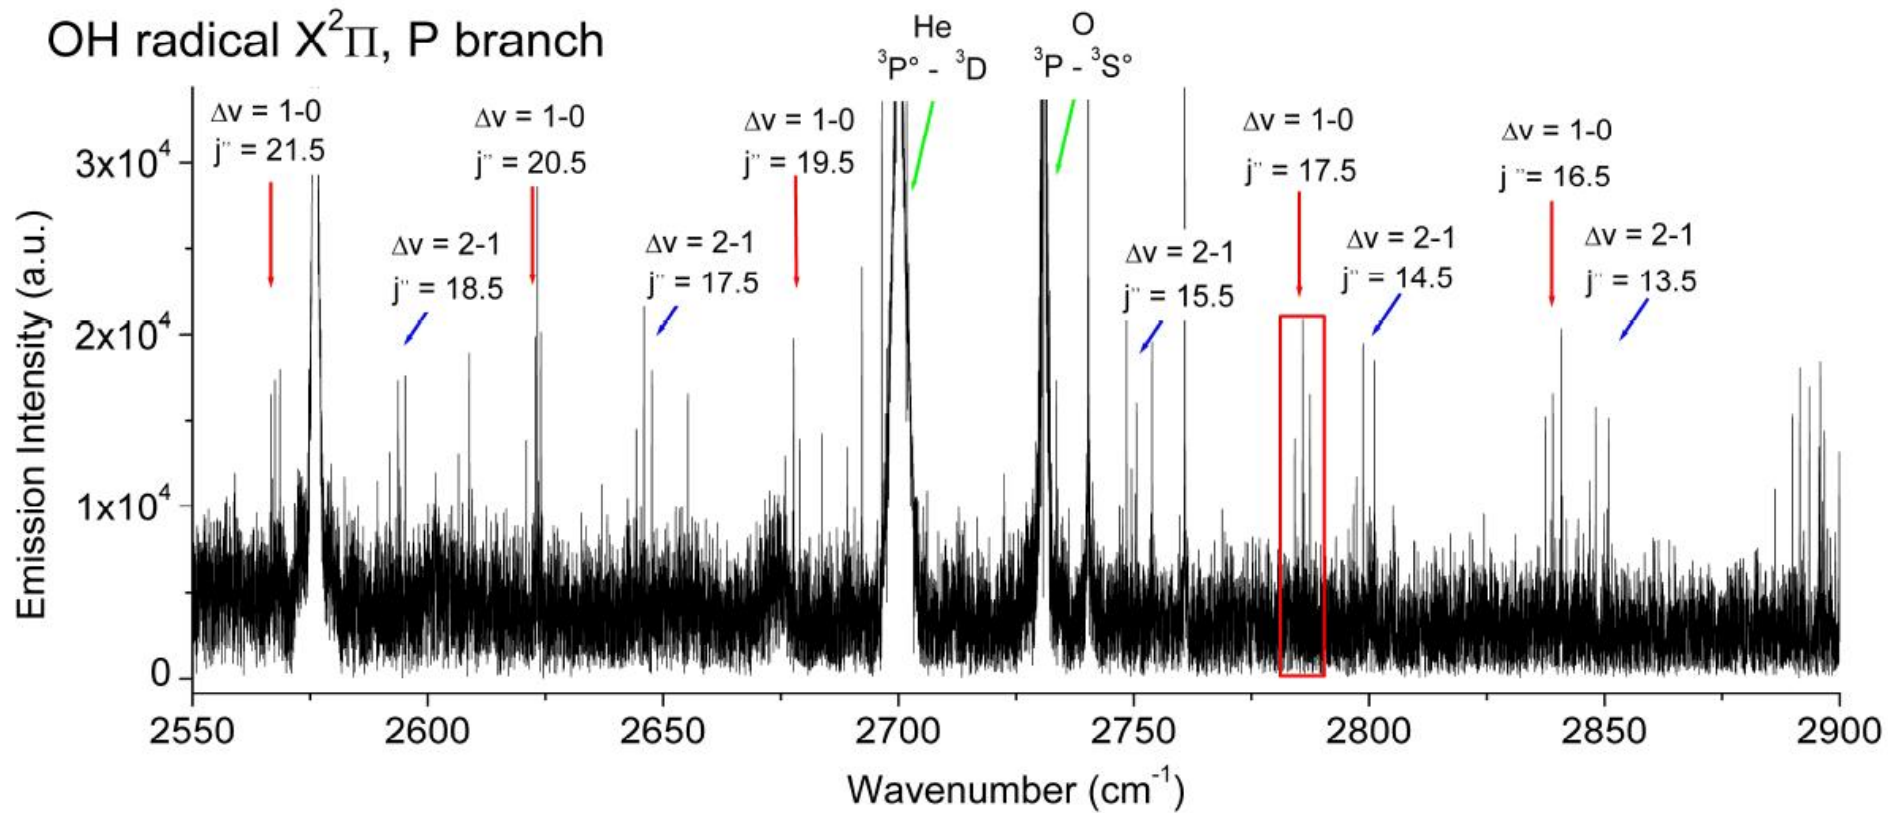 OH radical X²Π, P branch
He
³P° - ³D
O
³P - ³S°
Δv = 1-0
j'' = 21.5
Δv = 1-0
j'' = 20.5
Δv = 1-0
j'' = 19.5
Δv = 1-0
j'' = 17.5
Δv = 1-0
j ''= 16.5
Δv = 2-1
j'' = 18.5
Δv = 2-1
j'' = 17.5
Δv = 2-1
j'' = 15.5
Δv = 2-1
j'' = 14.5
Δv = 2-1
j'' = 13.5
Emission Intensity (a.u.)
3x10⁴
2x10⁴
1x10⁴
0
2550 2600 2650 2700 2750 2800 2850 2900
Wavenumber (cm⁻¹)